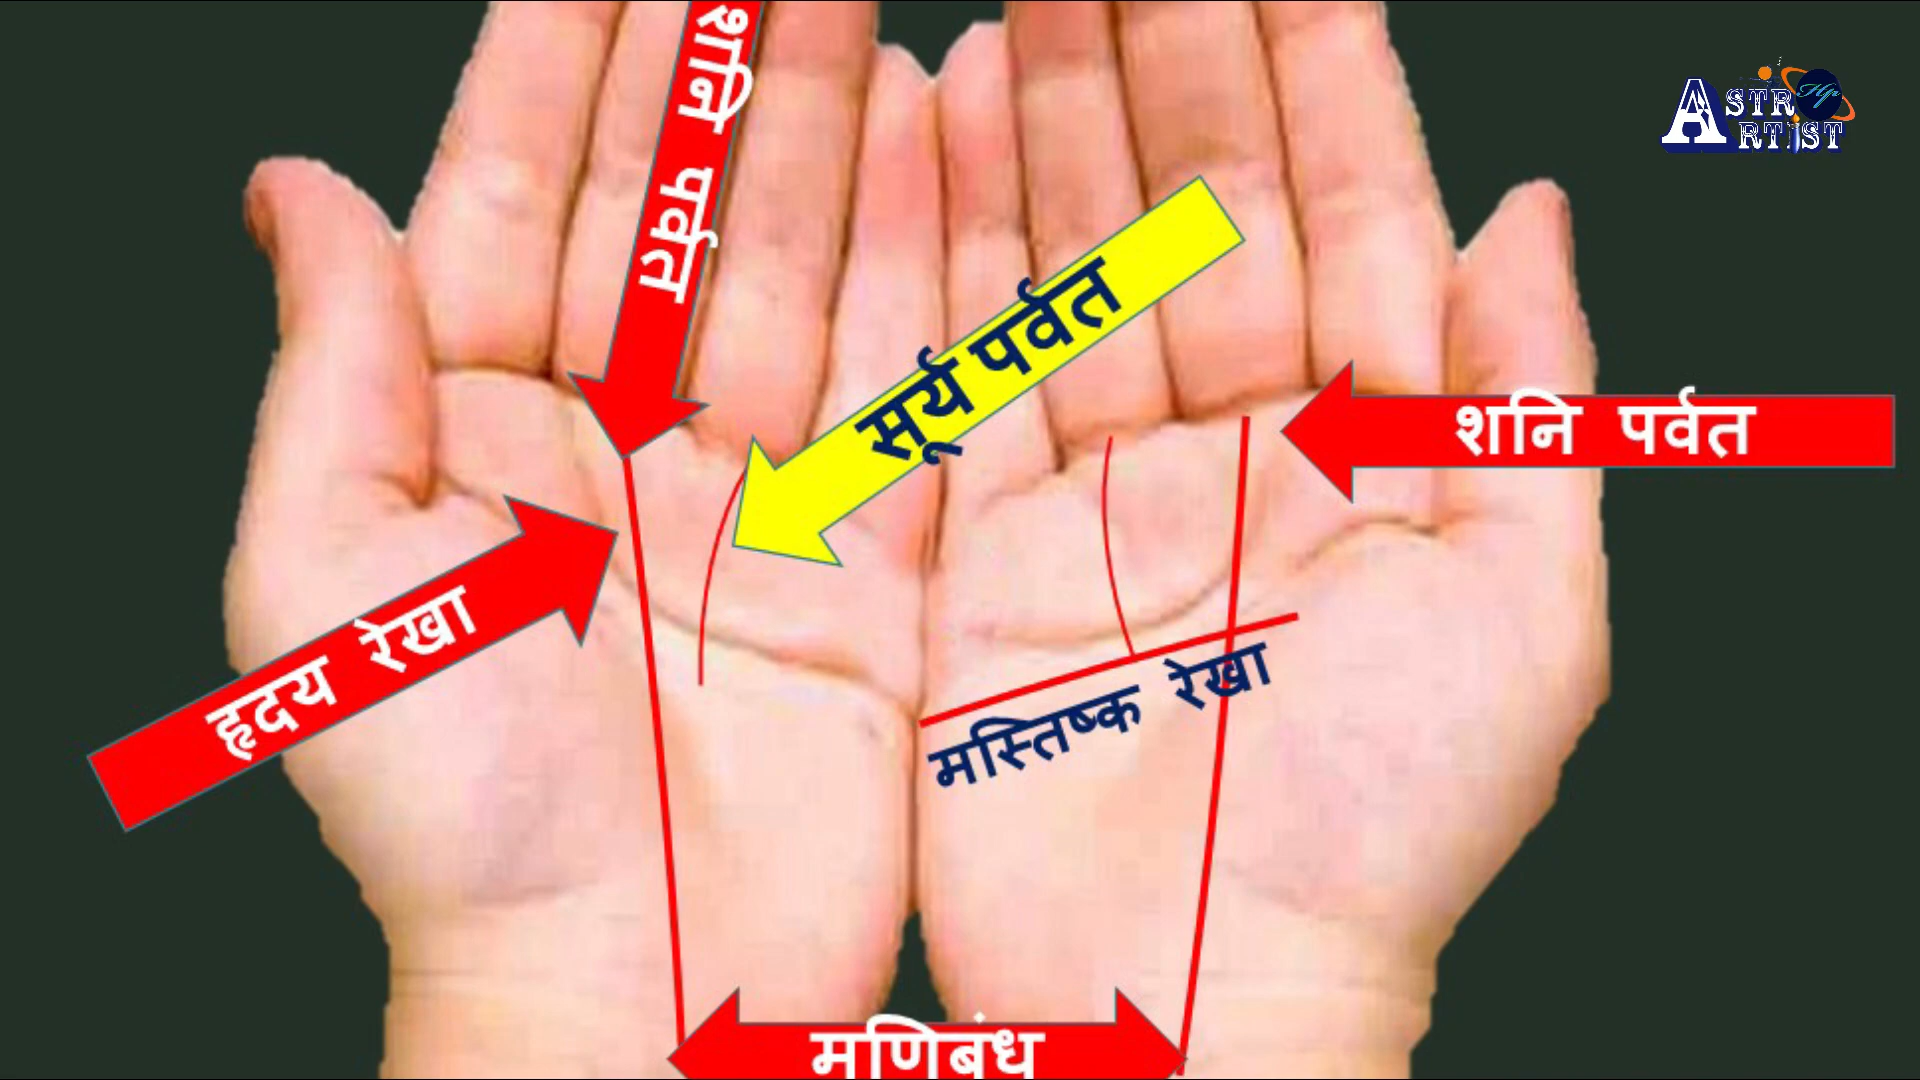 शनि पर्वत
ASTRO
ARTIST
सूर्य पर्वत
शनि पर्वत
हृदय रेखा
मस्तिष्क रेखा
मणिबंध